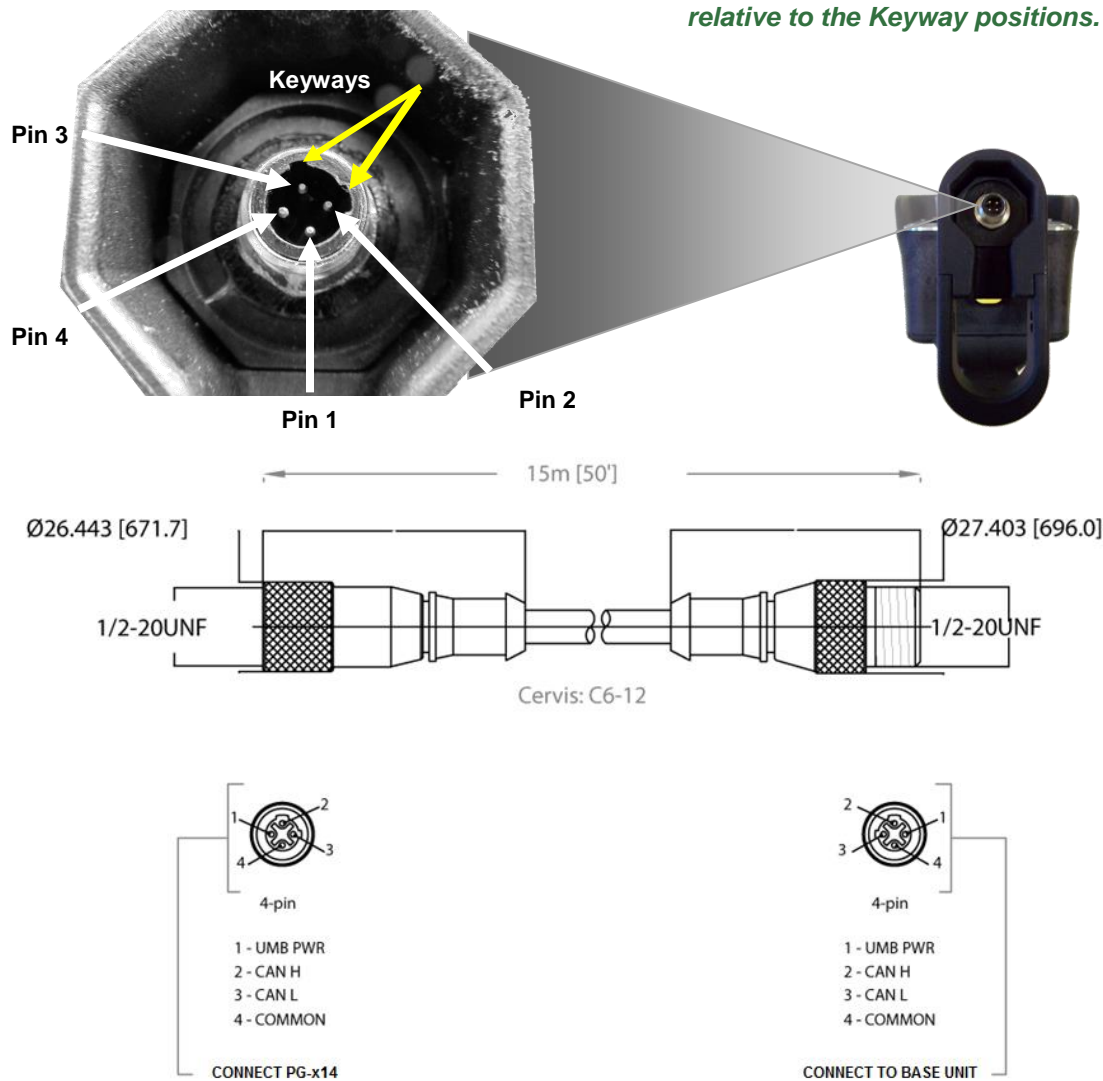 relative to the Keyway positions.
Keyways
Pin 3
Pin 4
Pin 2
Pin 1
15m [50']
Ø26.443 [671.7]
Ø27.403 [696.0]
1/2-20UNF
1/2-20UNF
Cervis: C6-12
2
1
3
4
2
1
3
4
4-pin
4-pin
1 - UMB PWR
2 - CAN H
3 - CAN L
4 - COMMON
1 - UMB PWR
2 - CAN H
3 - CAN L
4 - COMMON
CONNECT PG-x14
CONNECT TO BASE UNIT